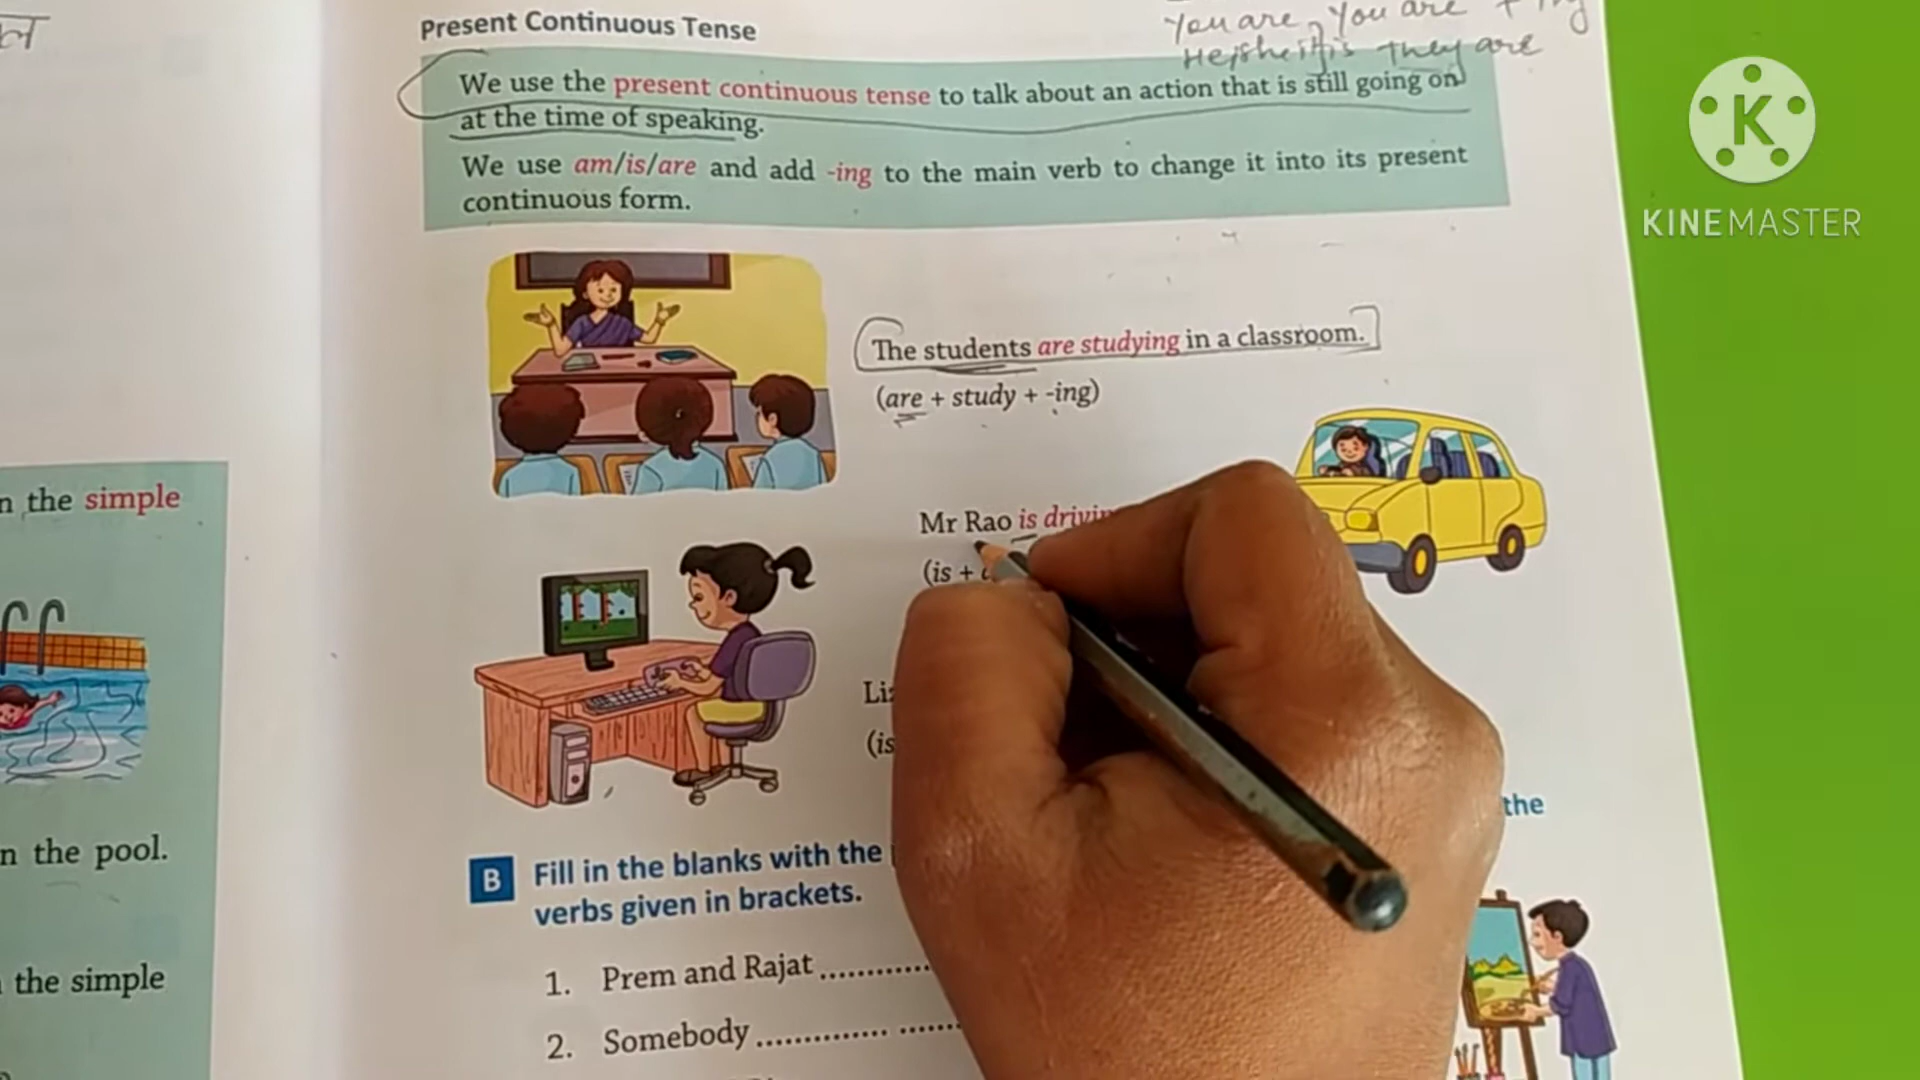 Present Continuous Tense
You are, You are + ing
He/she/it is They are
We use the present continuous tense to talk about an action that is still going on
at the time of speaking.
We use am/is/are and add -ing to the main verb to change it into its present
continuous form.
KINEMASTER
The students are studying in a classroom.
(are + study + -ing)
Mr Rao is
(is +
(is
B Fill in the blanks with the
the
verbs given in brackets.
1. Prem and Rajat ............
2. Somebody ............. .......
the simple
the pool.
the simple